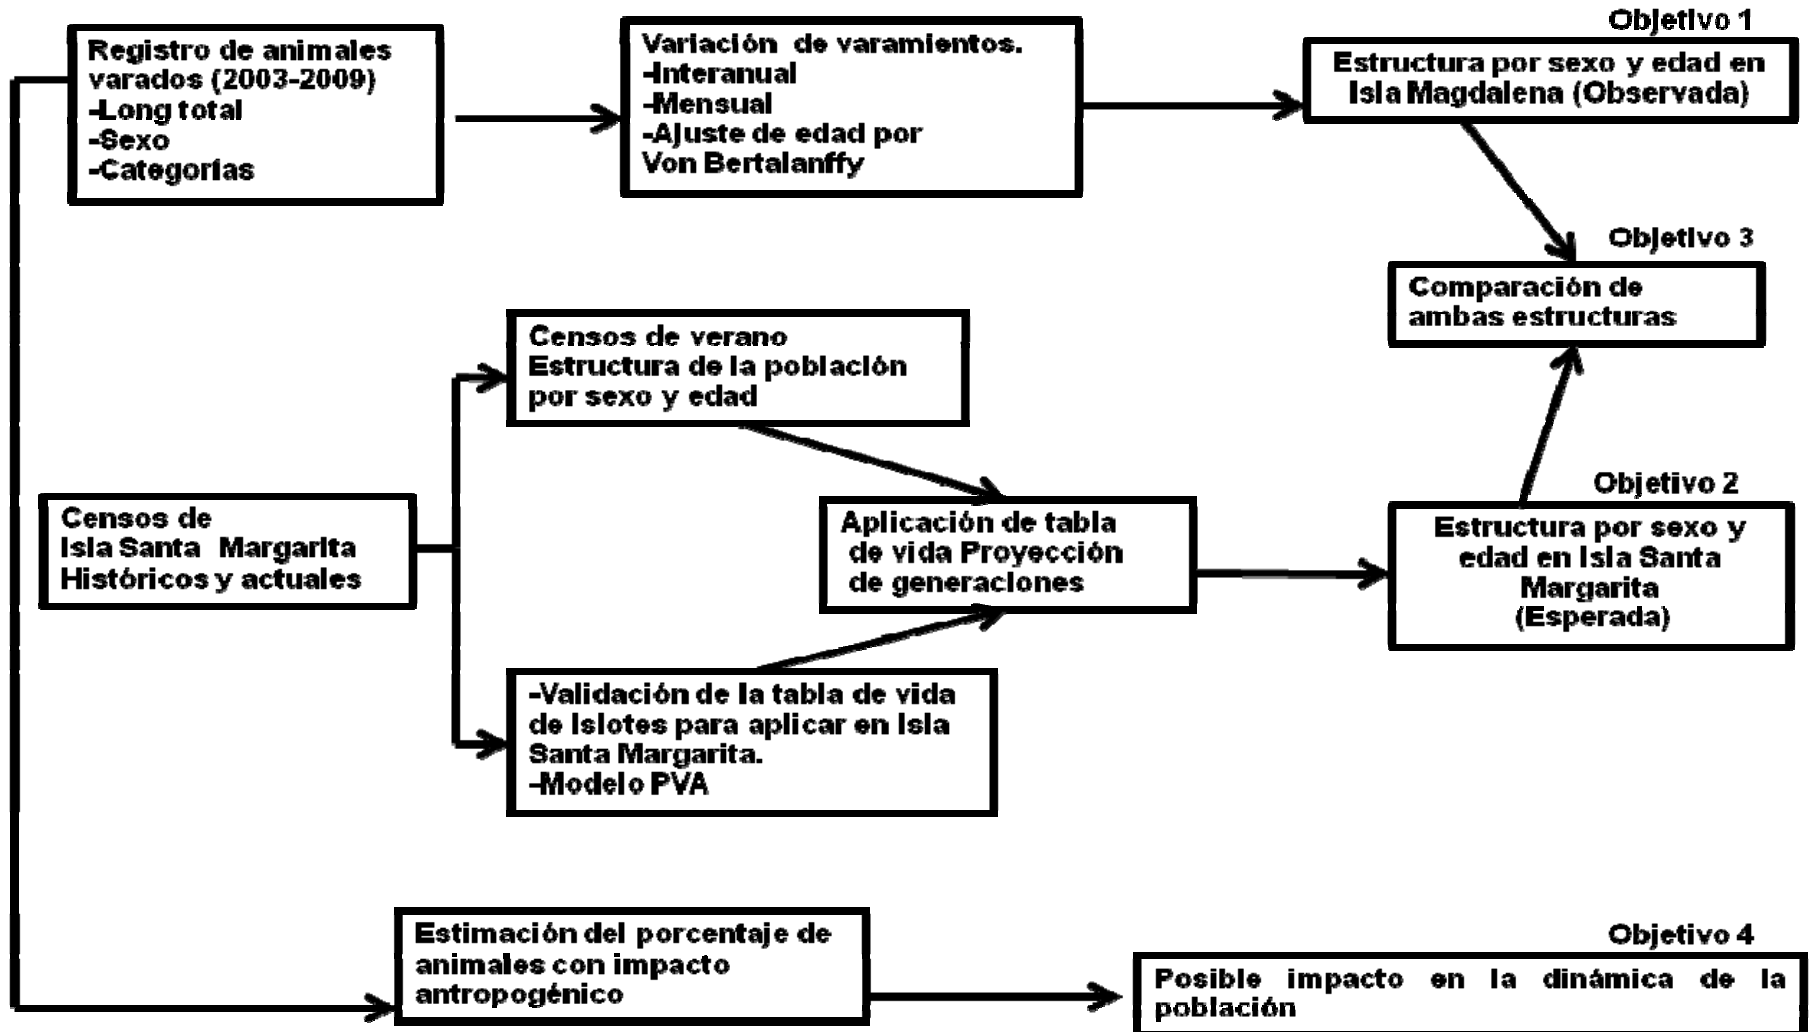 Objetivo 1
Registro de animales
varados (2003-2009)
-Long total
-Sexo
-Categorías
Variación de varamientos.
-Interanual
-Mensual
-Ajuste de edad por
Von Bertalanffy
Estructura por sexo y edad en
Isla Magdalena (Observada)
Objetivo 3
Comparación de
ambas estructuras
Censos de verano
Estructura de la población
por sexo y edad
Censos de
Isla Santa Margarita
Históricos y actuales
Aplicación de tabla
de vida Proyección
de generaciones
Objetivo 2
Estructura por sexo y
edad en Isla Santa
Margarita
(Esperada)
-Validación de la tabla de vida
de Islotes para aplicar en Isla
Santa Margarita.
-Modelo PVA
Estimación del porcentaje de
animales con impacto
antropogénico
Objetivo 4
Posible impacto en la dinámica de la
población